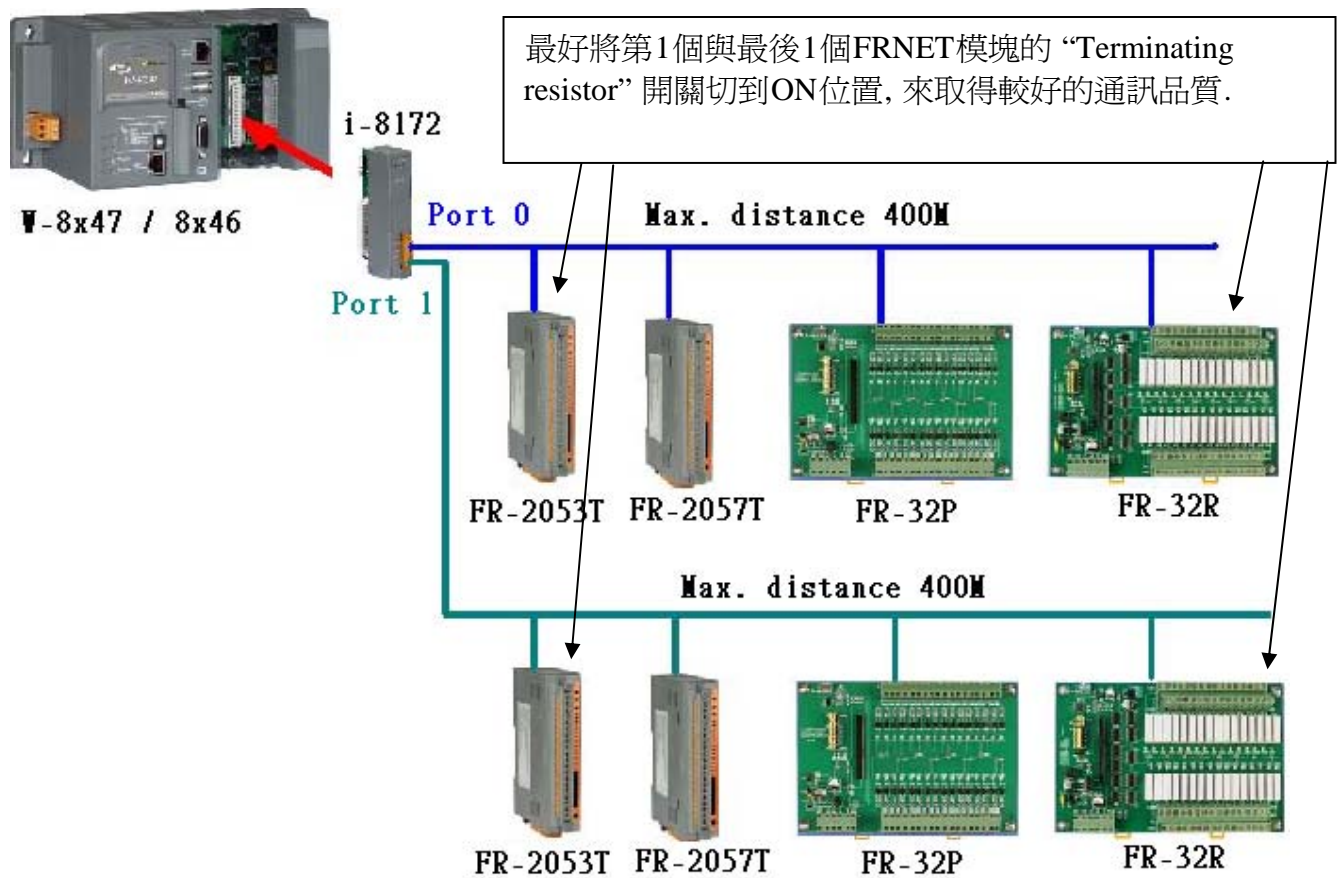 最好將第1個與最後1個FRNET模塊的 “Terminating
resistor” 開關切到ON位置, 來取得較好的通訊品質.
i-8172
W-8x47 / 8x46
Port 0
Max. distance 400M
Port 1
FR-2053T
FR-2057T
FR-32P
FR-32R
Max. distance 400M
FR-2053T
FR-2057T
FR-32P
FR-32R